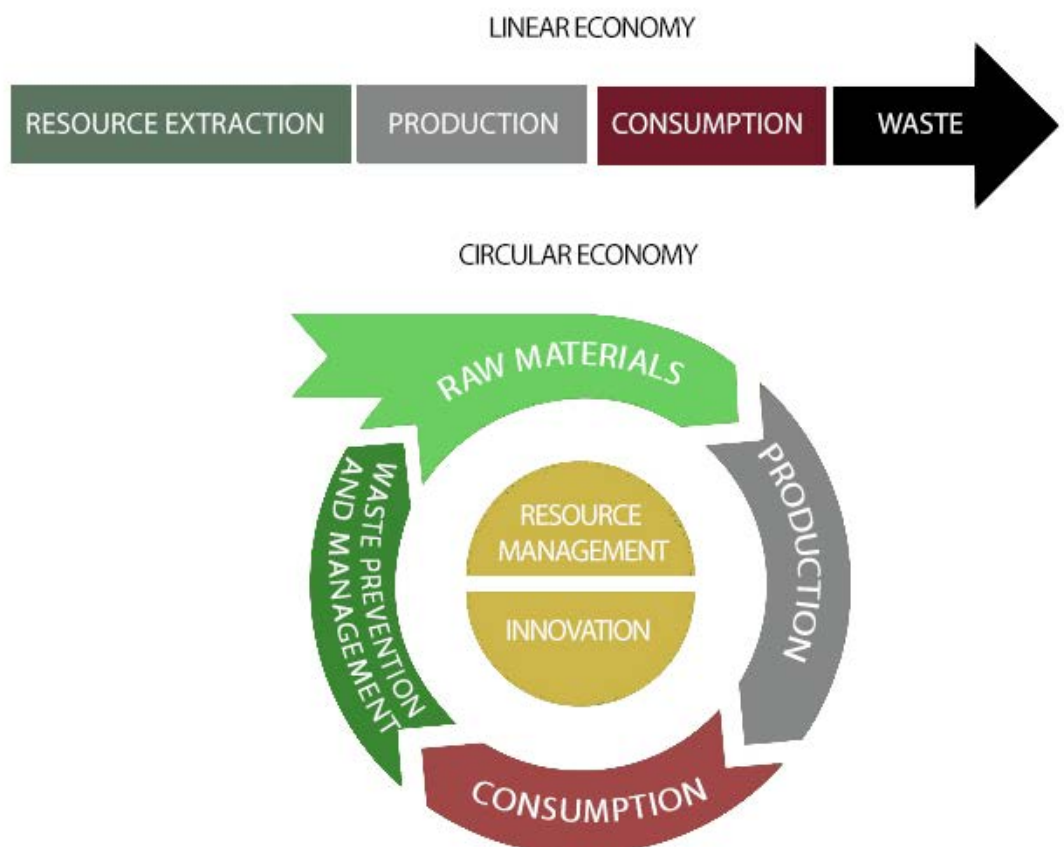 LINEAR ECONOMY
RESOURCE EXTRACTION
PRODUCTION
CONSUMPTION
WASTE
CIRCULAR ECONOMY
RAW MATERIALS
PRODUCTION
CONSUMPTION
WASTE PREVENTION
AND MANAGEMENT
RESOURCE
MANAGEMENT
INNOVATION